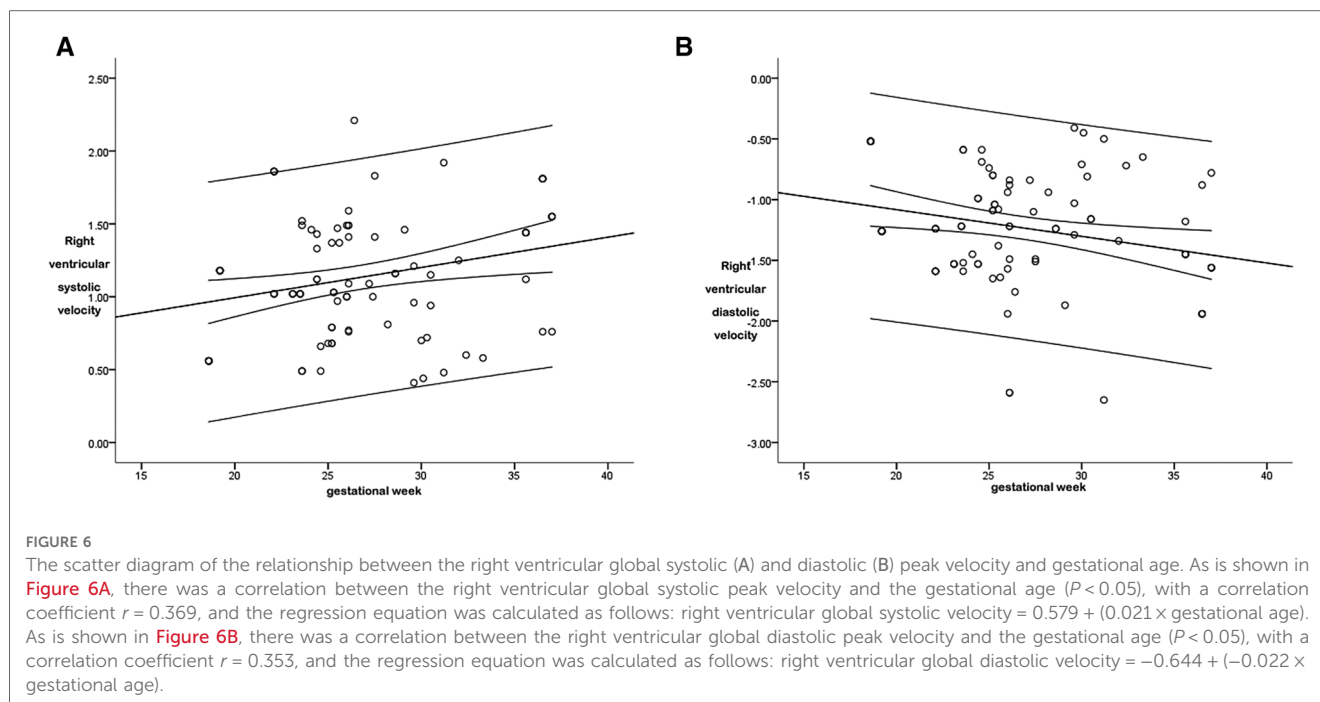 A
2.50
2.00
1.50
Right
ventricular
systolic
1.00
velocity
0.50
0.00
15 20 25 30 35 40
gestational week
B
0.00
-0.50
-1.00
-1.50
Right
ventricular
diastolic
-2.00
velocity
-2.50
-3.00
15 20 25 30 35 40
gestational week
FIGURE 6
The scatter diagram of the relationship between the right ventricular global systolic (A) and diastolic (B) peak velocity and gestational age. As is shown in
Figure 6A, there was a correlation between the right ventricular global systolic peak velocity and the gestational age (P < 0.05), with a correlation
coefficient r = 0.369, and the regression equation was calculated as follows: right ventricular global systolic velocity = 0.579 + (0.021 × gestational age).
As is shown in Figure 6B, there was a correlation between the right ventricular global diastolic peak velocity and the gestational age (P < 0.05), with a
correlation coefficient r = 0.353, and the regression equation was calculated as follows: right ventricular global diastolic velocity = −0.644 + (−0.022 ×
gestational age).